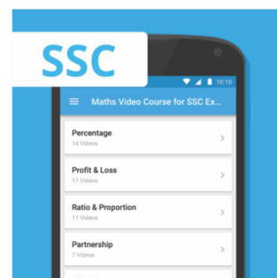 SSC
10:10
Maths Video Course for SSC Ex...
Percentage
14 Videos
Profit & Loss
17 Videos
Ratio & Proportion
11 Videos
Partnership
7 Videos